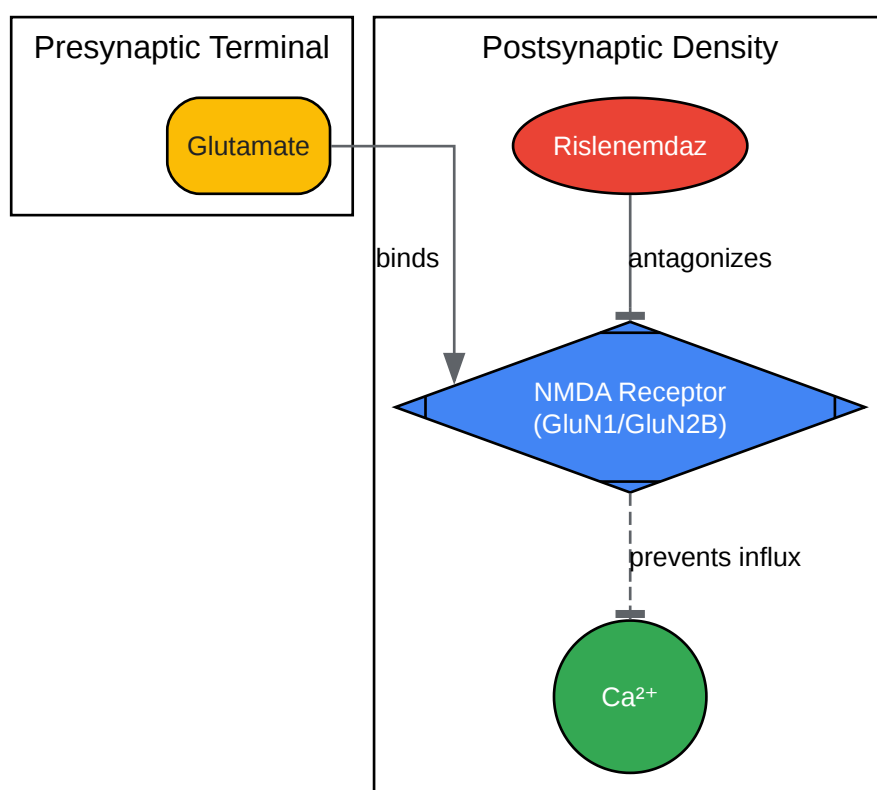 Presynaptic Terminal
Postsynaptic Density
Glutamate
Rislenemdaz
binds
antagonizes
NMDA Receptor
(GluN1/GluN2B)
prevents influx
Ca²⁺